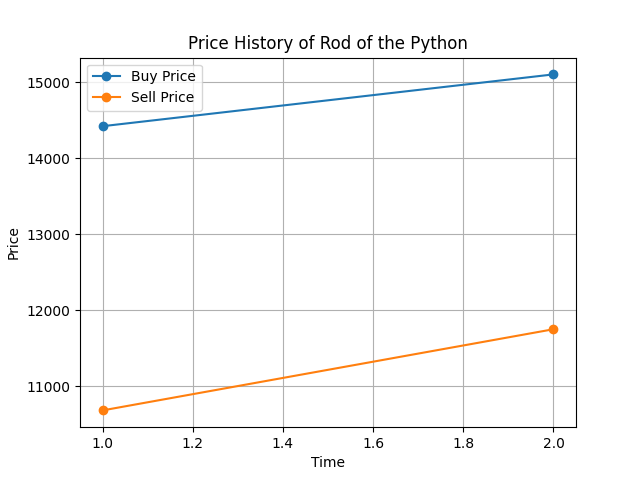 Price History of Rod of the Python
Buy Price
Sell Price
15000
14000
13000
12000
11000
Price
1.0 1.2 1.4 1.6 1.8 2.0
Time